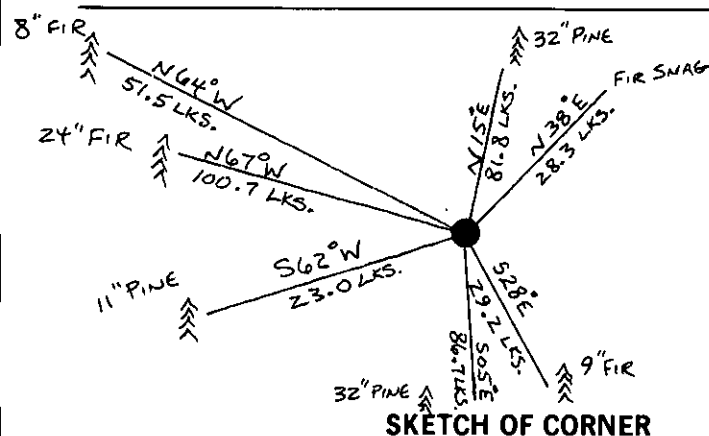 8" FIR
N64°W
51.5 LKS.
24" FIR
N67°W
100.7 LKS.
S62°W
23.0 LKS.
11" PINE
32" PINE
N15°E
81.8 LKS.
FIR SNAG
N38°E
28.3 LKS.
S28°E
29.2 LKS.
9" FIR
S05°E
86.7 LKS.
32" PINE
SKETCH OF CORNER